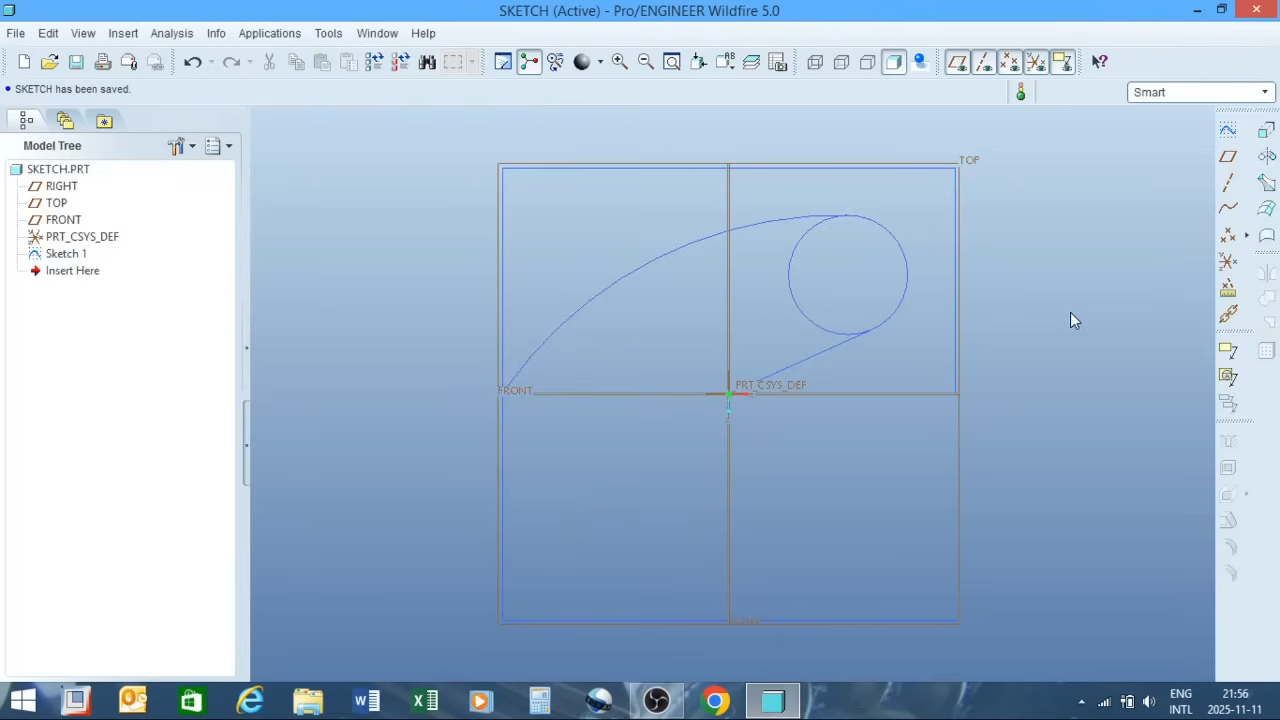 SKETCH (Active) - Pro/ENGINEER Wildfire 5.0
File Edit View Insert Analysis Info Applications Tools Window Help
SKETCH has been saved.
Smart
Model Tree
SKETCH.PRT
RIGHT
TOP
FRONT
PRT_CSYS_DEF
Sketch 1
Insert Here
TOP
FRONT
PRT_CSYS_DEF
ENG
INTL
21:56
2025-11-11